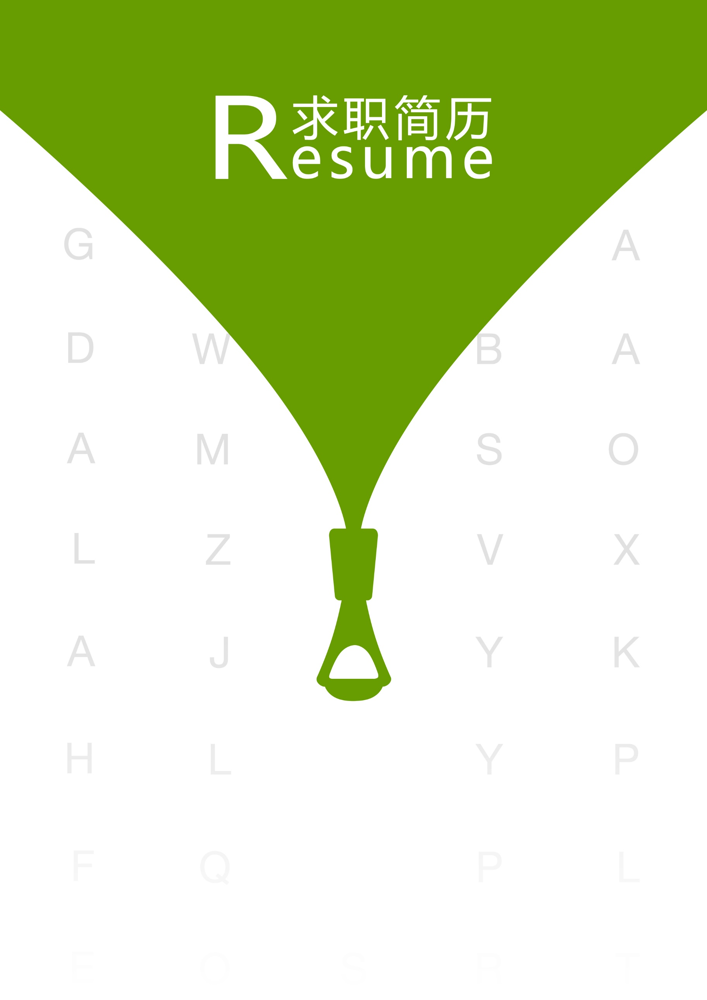 求职简历
Resume
G A
D W B A
A M S O
L Z V X
A J Y K
H L Y P
F Q P L
E O S R T